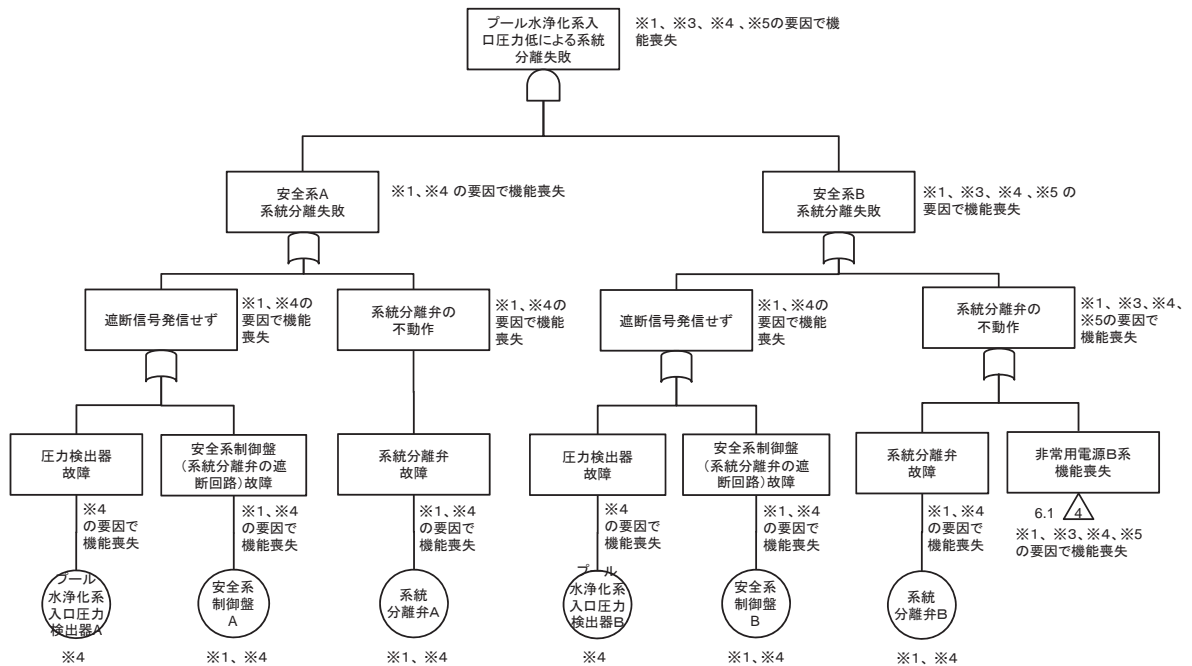 プール水浄化系入
口圧力低による系統
分離失敗
※1、※3、※4 、※5の要因で機
能喪失
安全系A
系統分離失敗
※1、※4 の要因で機能喪失
安全系B
系統分離失敗
※1、※3、※4 、※5 の
要因で機能喪失
遮断信号発信せず
※1、※4の
要因で機能
喪失
系統分離弁の
不動作
※1、※4の
要因で機能
喪失
遮断信号発信せず
※1、※4の
要因で機能
喪失
系統分離弁の
不動作
※1、※3、※4、
※5の要因で
機能喪失
圧力検出器
故障
安全系制御盤
(系統分離弁の遮
断回路)故障
系統分離弁
故障
圧力検出器
故障
安全系制御盤
(系統分離弁の遮
断回路)故障
系統分離弁
故障
非常用電源B系
機能喪失
※4
の要因で
機能喪失
※1、※4
の要因で
機能喪失
※1、※4
の要因で
機能喪失
※4
の要因で
機能喪失
※1、※4
の要因で
機能喪失
※1、※4
の要因で
機能喪失
6.1 4
※1、※3、※4、※5
の要因で機能喪失
プール
水浄化系
入口圧力
検出器A
安全系
制御盤
A
系統
分離弁A
プール
水浄化系
入口圧力
検出器B
安全系
制御盤
B
系統
分離弁B
※4
※1、※4
※1、※4
※4
※1、※4
※1、※4